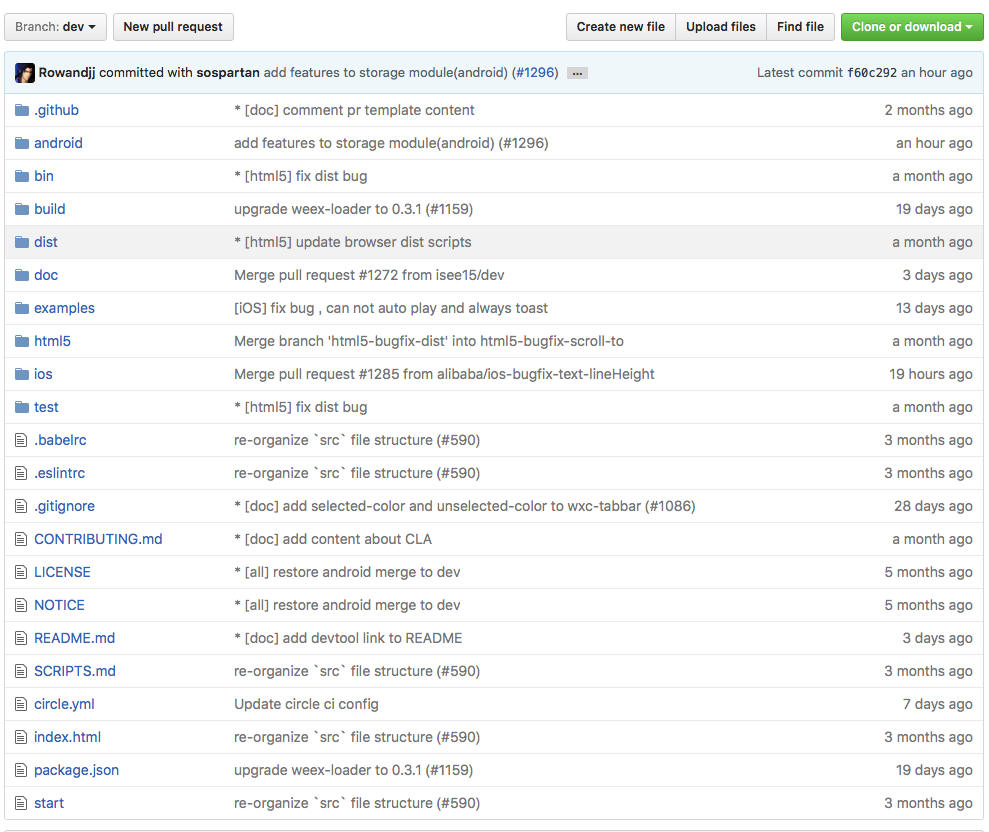 Branch: dev New pull request Create new file Upload files Find file Clone or download
Rowandjj committed with sospartan add features to storage module(android) (#1296) ... Latest commit f60c292 an hour ago
.github * [doc] comment pr template content 2 months ago
android add features to storage module(android) (#1296) an hour ago
bin * [html5] fix dist bug a month ago
build upgrade weex-loader to 0.3.1 (#1159) 19 days ago
dist * [html5] update browser dist scripts a month ago
doc Merge pull request #1272 from isee15/dev 3 days ago
examples [iOS] fix bug , can not auto play and always toast 13 days ago
html5 Merge branch 'html5-bugfix-dist' into html5-bugfix-scroll-to a month ago
ios Merge pull request #1285 from alibaba/ios-bugfix-text-lineHeight 19 hours ago
test * [html5] fix dist bug a month ago
.babelrc re-organize `src` file structure (#590) 3 months ago
.eslintrc re-organize `src` file structure (#590) 3 months ago
.gitignore * [doc] add selected-color and unselected-color to wxc-tabbar (#1086) 28 days ago
CONTRIBUTING.md * [doc] add content about CLA a month ago
LICENSE * [all] restore android merge to dev 5 months ago
NOTICE * [all] restore android merge to dev 5 months ago
README.md * [doc] add devtool link to README 3 days ago
SCRIPTS.md re-organize `src` file structure (#590) 3 months ago
circle.yml Update circle ci config 7 days ago
index.html re-organize `src` file structure (#590) 3 months ago
package.json upgrade weex-loader to 0.3.1 (#1159) 19 days ago
start re-organize `src` file structure (#590) 3 months ago